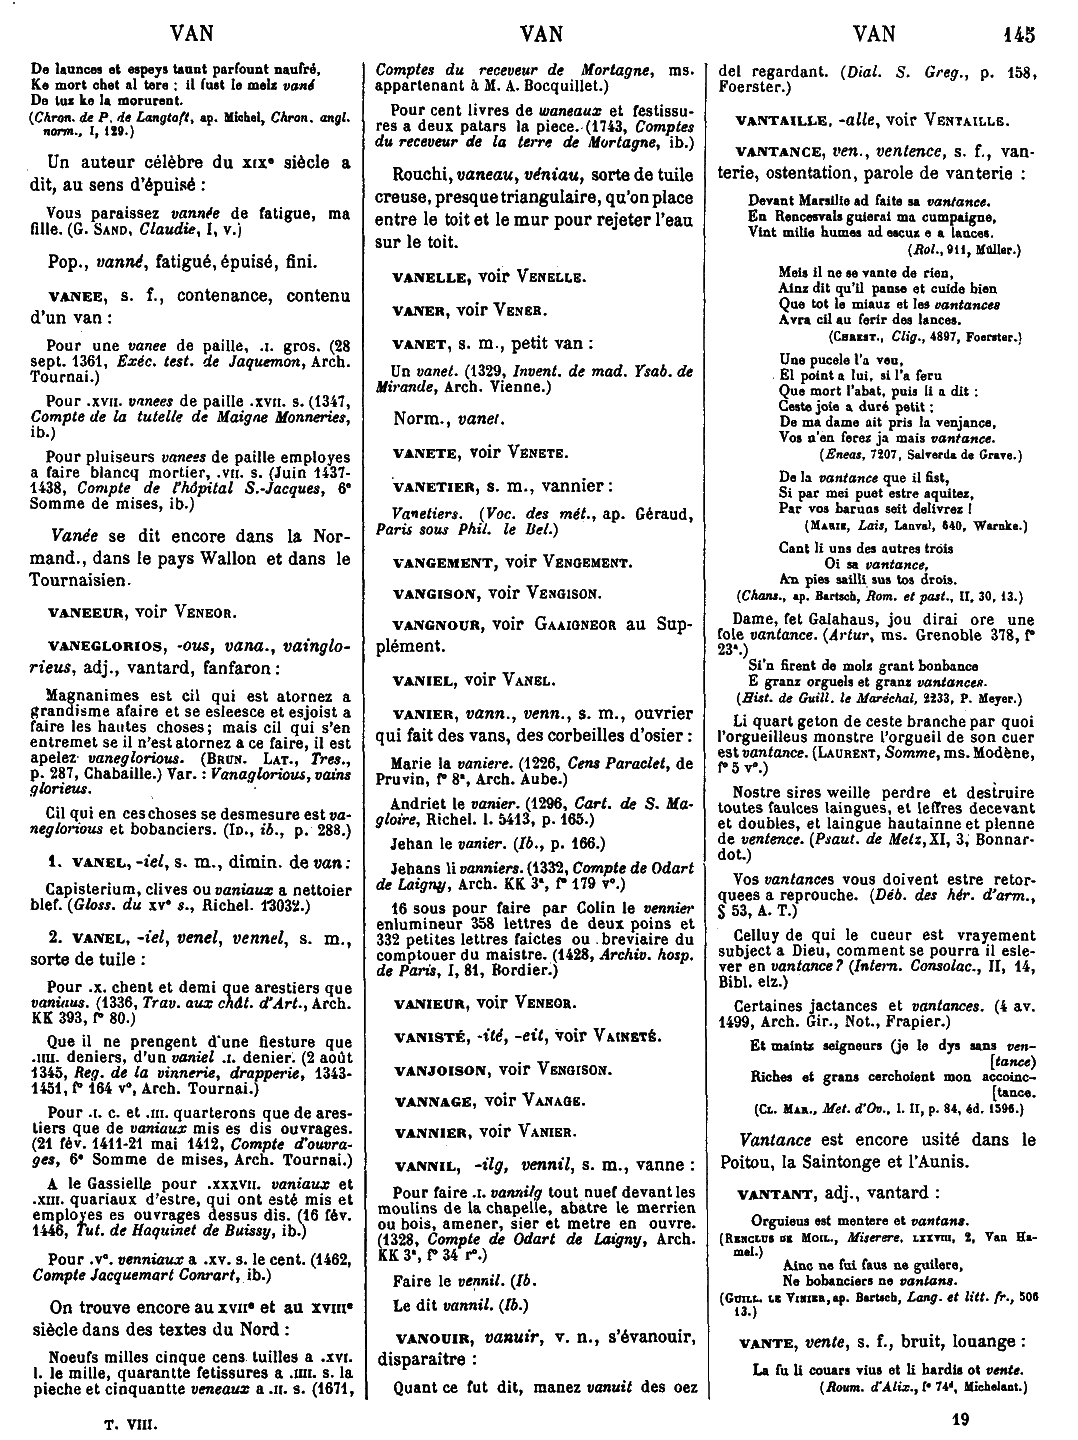 VAN
VAN
VAN
145
De launces et espeys taunt parfount naufré,
Ke mort chet al tere : il fust le melz vané
De tuz ke la morurent.
(Chron. de P. de Langtoft, ap. Michel, Chron. angl.
norm., I, 129.)
Un auteur célèbre du XIXᵉ siècle a
dit, au sens d'épuisé :
Vous paraissez vannée de fatigue, ma
fille. (G. SAND, Claudie, I, v.)
Pop., vanné, fatigué, épuisé, fini.
VANEE, s. f., contenance, contenu
d'un van :
Pour une vanee de paille, .I. gros. (28
sept. 1361, Exéc. test. de Jaquemon, Arch.
Tournai.)
Pour .XVII. vanees de paille .XVII. s. (1347,
Compte de la tutelle de Maigne Monneries,
ib.)
Pour pluiseurs vanees de paille employes
a faire blancq mortier, .VII. s. (Juin 1437-
1438, Compte de l'hôpital S.-Jacques, 6ᵉ
Somme de mises, ib.)
Vanée se dit encore dans la Nor-
mand., dans le pays Wallon et dans le
Tournaisien.
VANEEUR, voir VENEOR.
VANEGLORIOS, -ous, vana., vainglo-
rieus, adj., vantard, fanfaron :
Magnanimes est cil qui est atornez a
grandisme afaire et se esleesce et esjoist a
faire les hautes choses; mais cil qui s'en
entremet se il n'est atornez a ce faire, il est
apelez vaneglorious. (BRUN. LAT., Tres.,
p. 287, Chabaille.) Var. : Vanaglorious, vains
glorieus.
Cil qui en ces choses se desmesure est va-
neglorious et bobanciers. (ID., ib., p. 288.)
1. VANEL, -iel, s. m., dimin. de van :
Capisterium, clives ou vaniaux a nettoier
blef. (Gloss. du XVᵉ s., Richel. 13032.)
2. VANEL, -iel, venel, vennel, s. m.,
sorte de tuile :
Pour .X. chent et demi que arestiers que
vaniaus. (1336, Trav. aux chât. d'Art., Arch.
KK 393, fᵒ 80.)
Que il ne prengent d'une fiesture que
.IIII. deniers, d'un vaniel .I. denier. (2 août
1345, Reg. de la vinnerie, drapperie, 1343-
1451, fᵒ 164 vᵒ, Arch. Tournai.)
Pour .I. C. et .III. quarterons que de ares-
tiers que de vaniaux mis es dis ouvrages.
(21 fév. 1411-21 mai 1412, Compte d'ouvra-
ges, 6ᵉ Somme de mises, Arch. Tournai.)
A le Gassielle pour .XXXVII. vaniaux et
.XIII. quariaux d'estre, qui ont esté mis et
employes es ouvrages dessus dis. (16 fév.
1446, Tut. de Haquinet de Buissy, ib.)
Pour .Vᶜ. venniaux a .XV. s. le cent. (1462,
Compte Jacquemart Conrart, ib.)
On trouve encore au XVIIᵉ et au XVIIIᵉ
siècle dans des textes du Nord :
Noeufs milles cinque cens tuilles a .XVI.
l. le mille, quarantte fetissures a .IIII. s. la
pieche et cinquantte veneaux a .II. s. (1671,
Comptes du receveur de Mortagne, ms.
appartenant à M. A. Bocquillet.)
Pour cent livres de waneaux et festissu-
res a deux patars la piece. (1743, Comptes
du receveur de la terre de Mortagne, ib.)
Rouchi, vaneau, véniau, sorte de tuile
creuse, presque triangulaire, qu'on place
entre le toit et le mur pour rejeter l'eau
sur le toit.
VANELLE, voir VENELLE.
VANER, voir VENER.
VANET, s. m., petit van :
Un vanet. (1329, Invent. de mad. Ysab. de
Mirande, Arch. Vienne.)
Norm., vanet.
VANETE, voir VENETE.
VANETIER, s. m., vannier :
Vanetiers. (Voc. des mét., ap. Géraud,
Paris sous Phil. le Bel.)
VANGEMENT, voir VENGEMENT.
VANGISON, voir VENGISON.
VANGNOUR, voir GAAIGNEOR au Sup-
plément.
VANIEL, voir VANEL.
VANIER, vann., venn., s. m., ouvrier
qui fait des vans, des corbeilles d'osier :
Marie la vaniere. (1226, Cens Paraclet, de
Pruvin, fᵒ 8ᵃ, Arch. Aube.)
Andriet le vanier. (1296, Cart. de S. Ma-
gloire, Richel. l. 5413, p. 165.)
Jehan le vanier. (Ib., p. 166.)
Jehans li vanniers. (1332, Compte de Odart
de Laigny, Arch. KK 3ᵃ, fᵒ 179 vᵒ.)
16 sous pour faire par Colin le vennier
enlumineur 358 lettres de deux poins et
332 petites lettres faictes ou breviaire du
comptouer du maistre. (1428, Archiv. hosp.
de Paris, I, 81, Bordier.)
VANIEUR, voir VENEOR.
VANISTÉ, -ité, -eit, voir VAINETÉ.
VANJOISON, voir VENGISON.
VANNAGE, voir VANAGE.
VANNIER, voir VANIER.
VANNIL, -ilg, vennil, s. m., vanne :
Pour faire .I. vannilg tout nuef devant les
moulins de la chapelle, abatre le merrien
ou bois, amener, sier et metre en ouvre.
(1328, Compte de Odart de Laigny, Arch.
KK 3ᵃ, fᵒ 34 rᵒ.)
Faire le vennil. (Ib.
Le dit vannil. (Ib.)
VANOUIR, vanuir, v. n., s'évanouir,
disparaitre :
Quant ce fut dit, manez vanuit des oez
del regardant. (Dial. S. Greg., p. 158,
Foerster.)
VANTAILLE, -alle, voir VENTAILLE.
VANTANCE, ven., ventence, s. f., van-
terie, ostentation, parole de vanterie :
Devant Marsilie ad faite sa vantance.
En Rencesvals guierai ma cumpaigne,
Vint milie humes ad escuz e a lances.
(Rol., 911, Müller.)
Meis il ne se vante de rien,
Ainz dit qu'il panse et cuide bien
Que tot le miauz et les vantances
Avra cil au ferir des lances.
(CHREST., Clig., 4897, Foerster.)
Une pucele l'a veu,
El point a lui, si l'a feru
Que mort l'abat, puis li a dit :
Ceste joie a duré petit :
De ma dame ait pris la venjance,
Vos n'en ferez ja mais vantance.
(Eneas, 7207, Salverda de Grave.)
De la vantance que il fist,
Si par mei puet estre aquitez,
Par vos baruns seit delivrez !
(MARIE, Lais, Lanval, 640, Warnke.)
Cant li uns des autres trois
Oi sa vantance,
An pies sailli sus tos drois.
(Chans., ap. Bartsch, Rom. et past., II, 30, 13.)
Dame, fet Galahaus, jou dirai ore une
fole vantance. (Artur, ms. Grenoble 378, fᵒ
23ᵃ.)
Si'n firent de molz grant bonbance
E granz orguels et granz vantances.
(Hist. de Guill. le Maréchal, 2233, P. Meyer.)
Li quart geton de ceste branche par quoi
l'orgueilleus monstre l'orgueil de son cuer
est vantance. (LAURENT, Somme, ms. Modène,
fᵒ 5 vᵒ.)
Nostre sires weille perdre et destruire
toutes faulces laingues, et leffres decevant
et doubles, et laingue hautainne et plenne
de ventence. (Psaut. de Metz, XI, 3, Bonnar-
dot.)
Vos vantances vous doivent estre retor-
quees a reprouche. (Déb. des hér. d'arm.,
§ 53, A. T.)
Celluy de qui le cueur est vrayement
subject a Dieu, comment se pourra il esle-
ver en vantance ? (Intern. Consolac., II, 14,
Bibl. elz.)
Certaines jactances et vantances. (4 av.
1499, Arch. Gir., Not., Frapier.)
Et maintz seigneurs (je le dys sans ven-
[tance)
Riches et grans cerchoient mon accoinc-
[tance.
(CL. MAR., Met. d'Ov., l. II, p. 84, éd. 1596.)
Vantance est encore usité dans le
Poitou, la Saintonge et l'Aunis.
VANTANT, adj., vantard :
Orguieus est mentere et vantans.
(RENCLUS DE MOIL., Miserere, LXXVIII, 2, Van Ha-
mel.)
Ainc ne fui faus ne guilere,
Ne bobanciers ne vantans.
(GUILL. LE VINIER, ap. Bartsch, Lang. et litt. fr., 506
13.)
VANTE, vente, s. f., bruit, louange :
La fu li couars vius et li hardis ot vente.
(Roum. d'Alix., fᵒ 74ᵈ, Michelant.)
T. VIII.
19